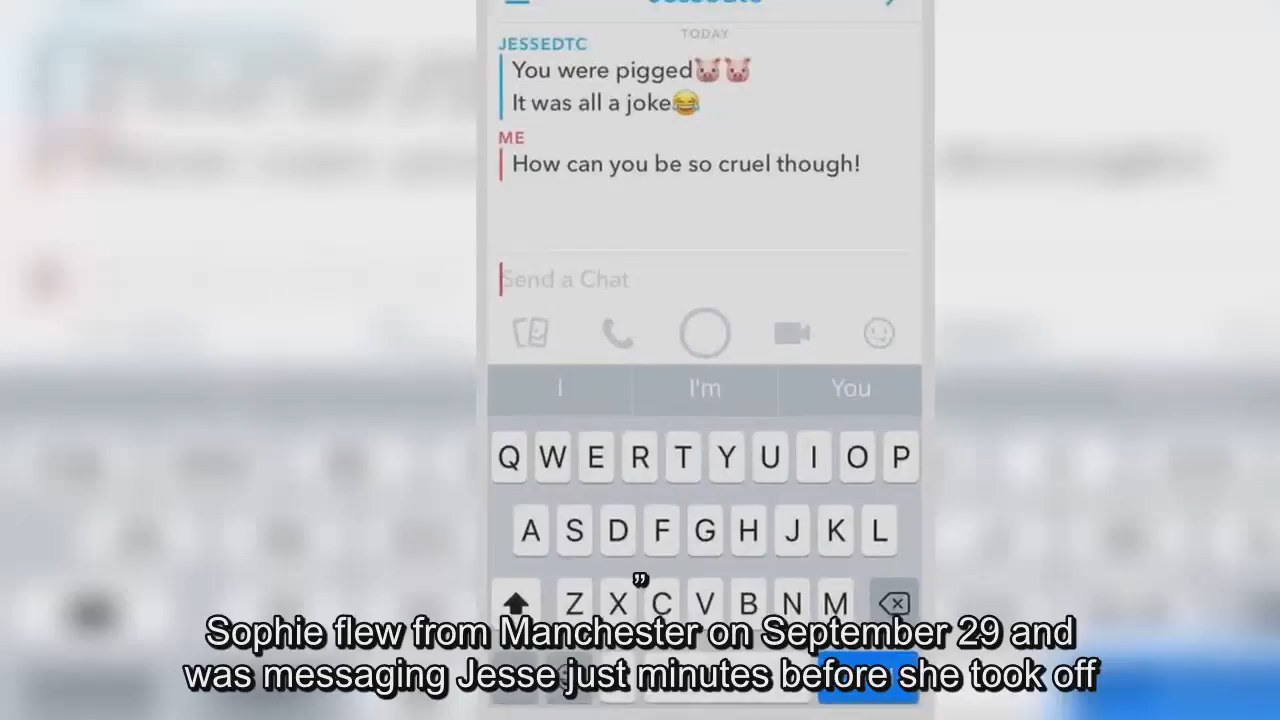 TODAY
JESSEDTC
You were pigged🐷🐷
It was all a joke😂
ME
How can you be so cruel though!
Send a Chat
I I'm You
Q W E R T Y U I O P
A S D F G H J K L
Z X C V B N M
”
Sophie flew from Manchester on September 29 and
was messaging Jesse just minutes before she took off